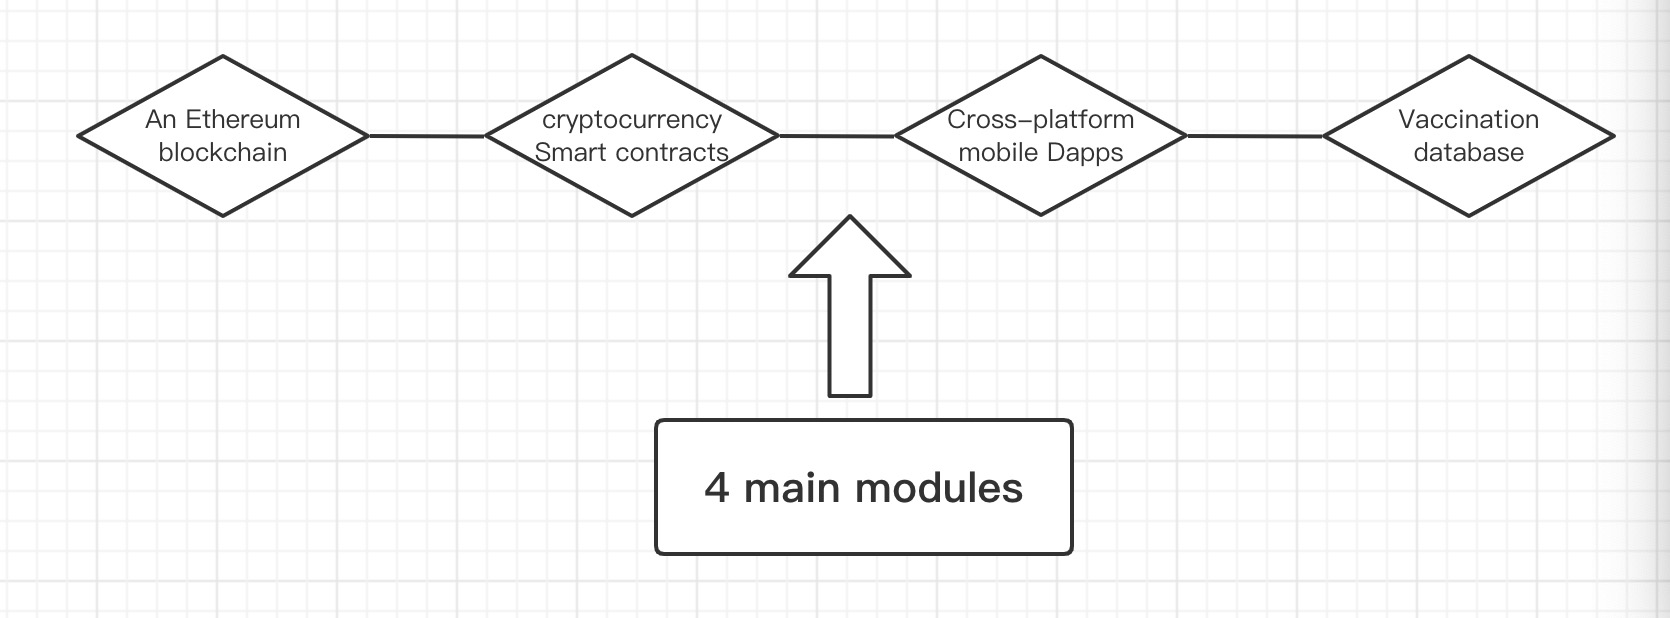 An Ethereum
blockchain
cryptocurrency
Smart contracts
Cross-platform
mobile Dapps
Vaccination
database
4 main modules